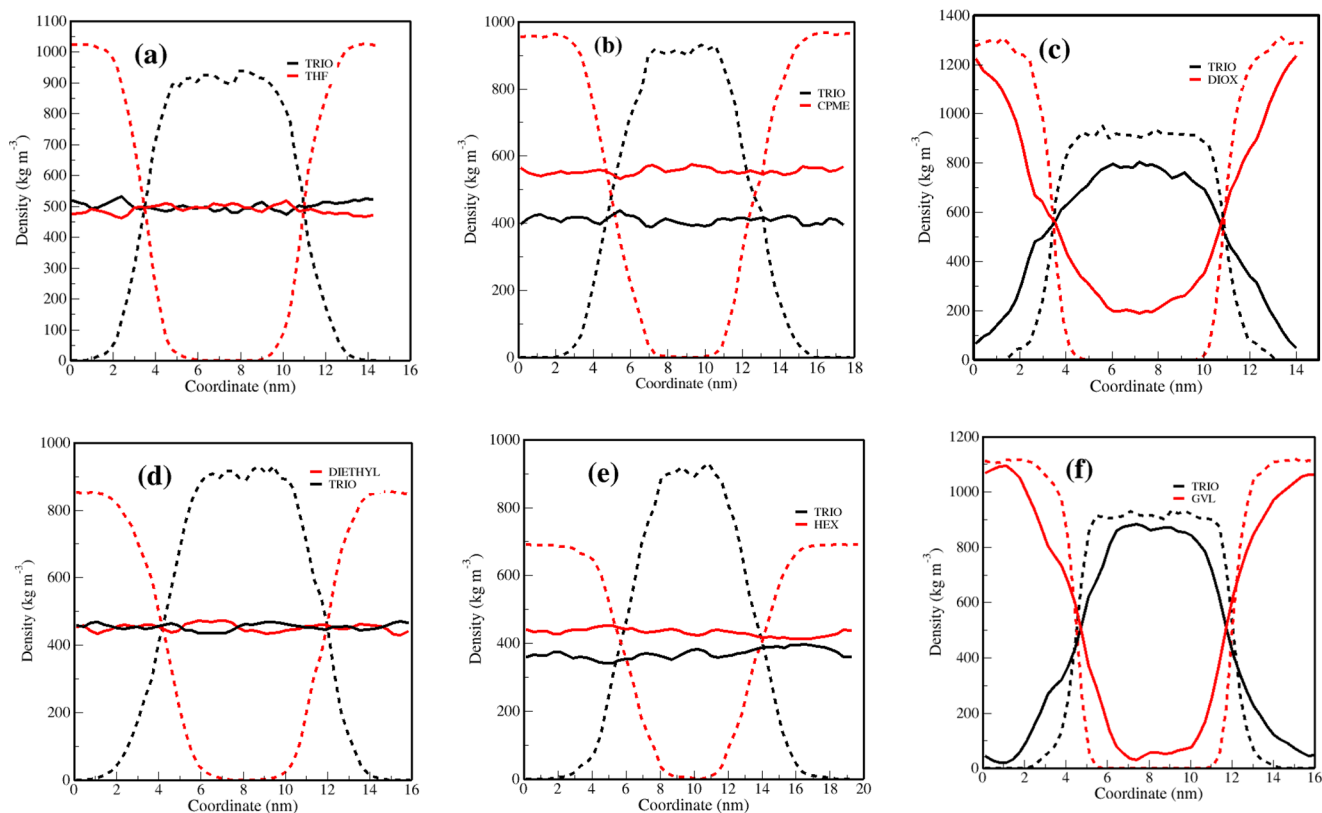 (a)
TRIO
THF
1100
1000
900
800
700
600
500
400
300
200
100
0
0 2 4 6 8 10 12 14 16
Density (kg m-3)
Coordinate (nm)
(b)
TRIO
CPME
1000
800
600
400
200
0
0 2 4 6 8 10 12 14 16 18
Density (kg m-3)
Coordinate (nm)
(c)
TRIO
DIOX
1400
1200
1000
800
600
400
200
0
0 2 4 6 8 10 12 14
Density (kg m-3)
Coordinate (nm)
(d)
DIETHYL
TRIO
1000
800
600
400
200
0
0 2 4 6 8 10 12 14 16
Density (kg m-3)
Coordinate (nm)
(e)
TRIO
HEX
1000
800
600
400
200
0
0 2 4 6 8 10 12 14 16 18 20
Density (kg m-3)
Coordinate (nm)
(f)
TRIO
GVL
1200
1000
800
600
400
200
0
0 2 4 6 8 10 12 14 16
Density (kg m-3)
Coordinate (nm)